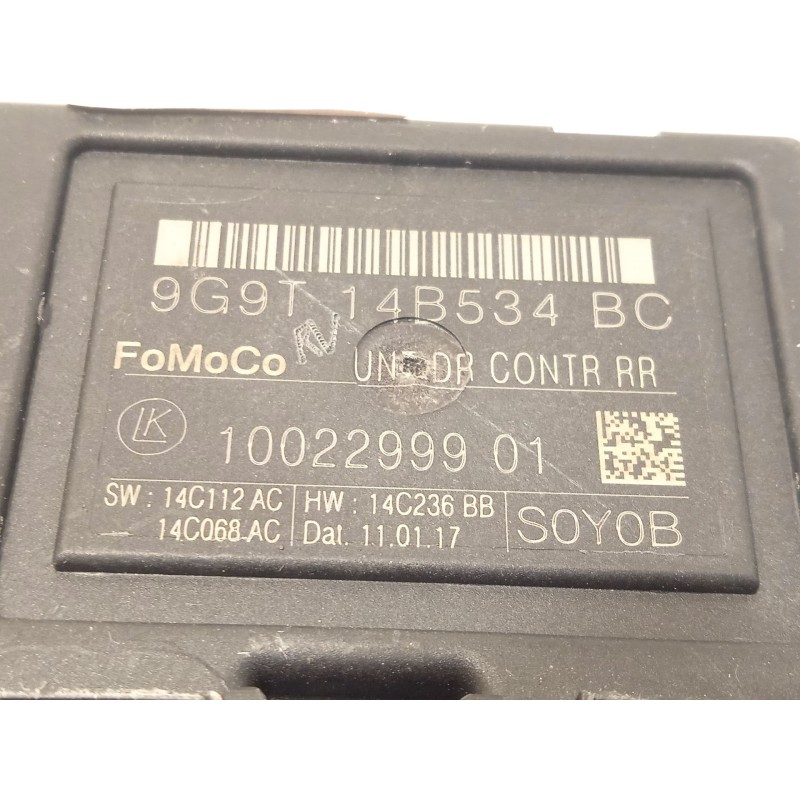 9G9T 14B534 BC
FoMoCo
DR CONTR RR
LK
10022999 01
SW : 14C112 AC
14C068 AC
HW : 14C236 BB
Dat. 11.01.17
S0Y0B